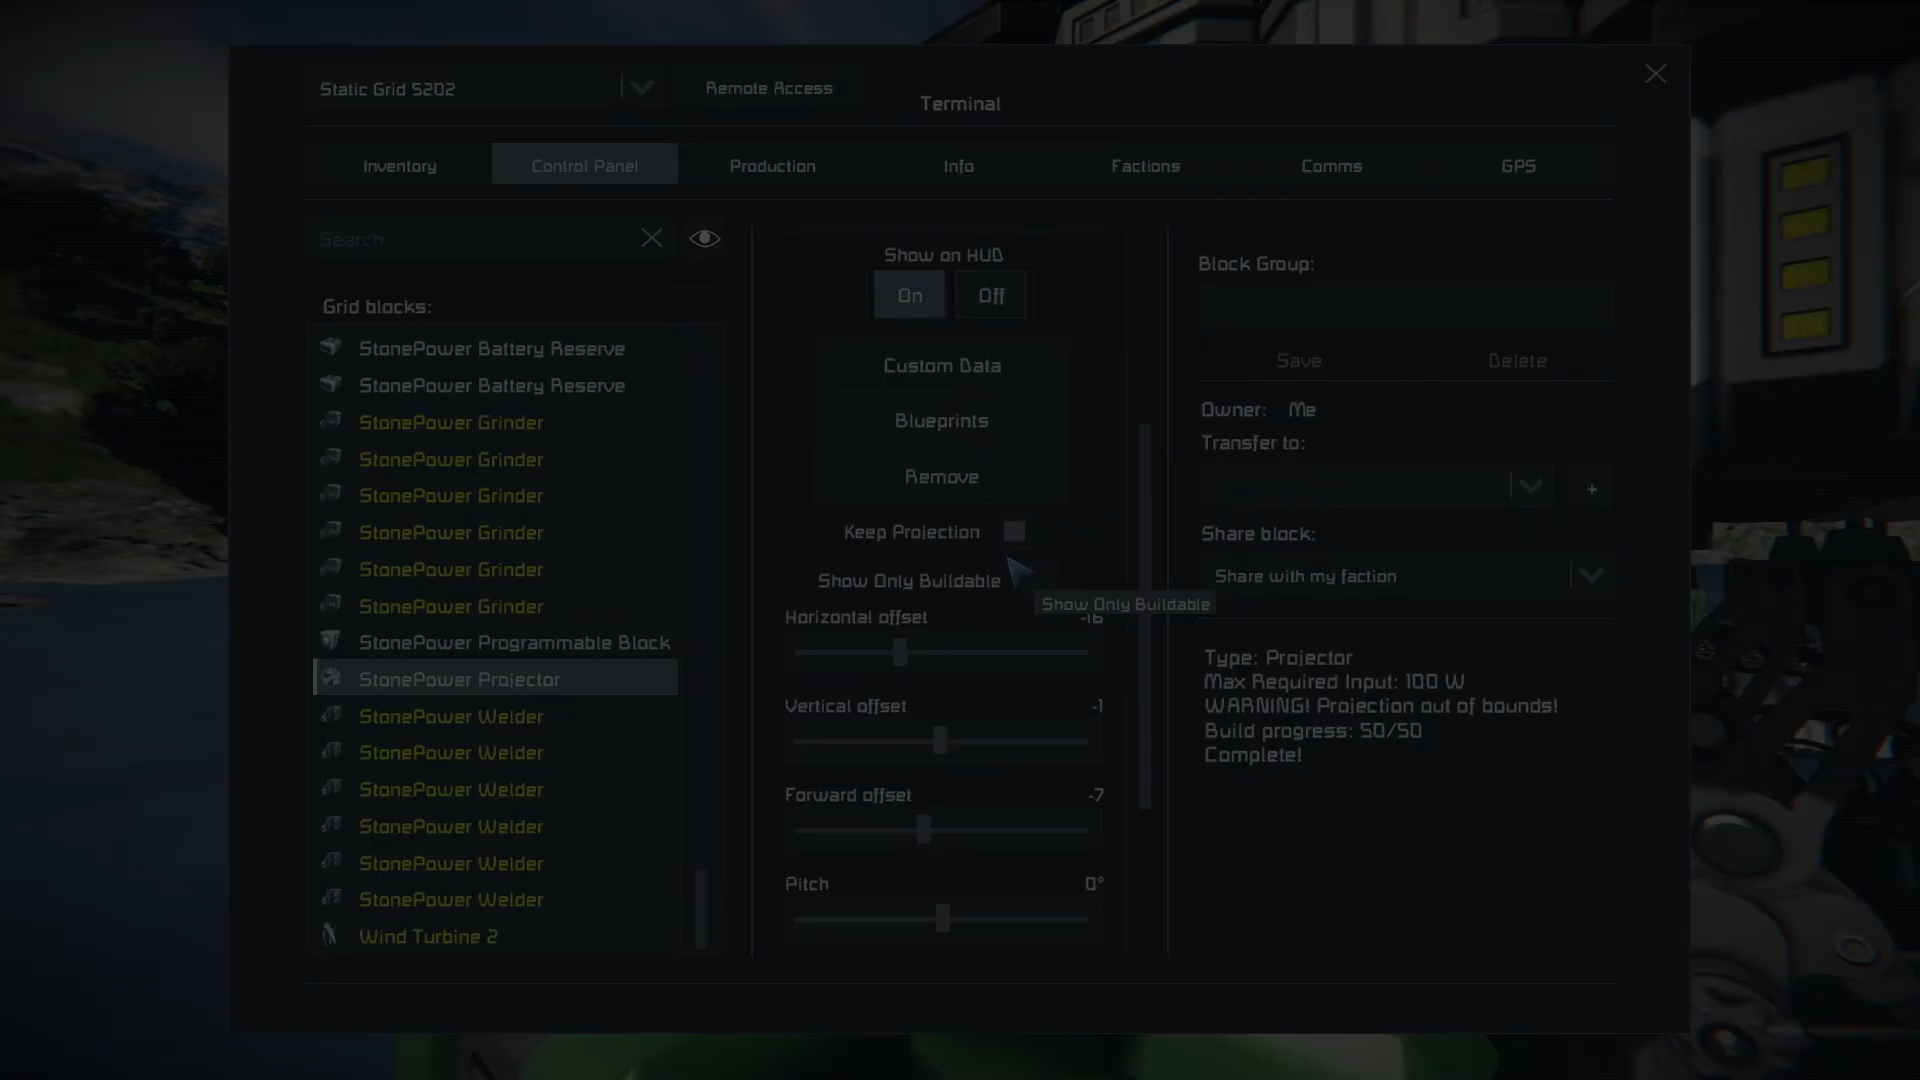 Static Grid 5202
Remote Access
Terminal
Inventory
Control Panel
Production
Info
Factions
Comms
GPS
Search
Grid blocks:
StonePower Battery Reserve
StonePower Battery Reserve
StonePower Grinder
StonePower Grinder
StonePower Grinder
StonePower Grinder
StonePower Grinder
StonePower Grinder
StonePower Programmable Block
StonePower Projector
StonePower Welder
StonePower Welder
StonePower Welder
StonePower Welder
StonePower Welder
StonePower Welder
Wind Turbine 2
Show on HUD
On
Off
Custom Data
Blueprints
Remove
Keep Projection
Show Only Buildable
Show Only Buildable
Horizontal offset
-16
Vertical offset
-1
Forward offset
-7
Pitch
0°
Block Group:
Save
Delete
Owner: Me
Transfer to:
+
Share block:
Share with my faction
Type: Projector
Max Required Input: 100 W
WARNING! Projection out of bounds!
Build progress: 50/50
Complete!